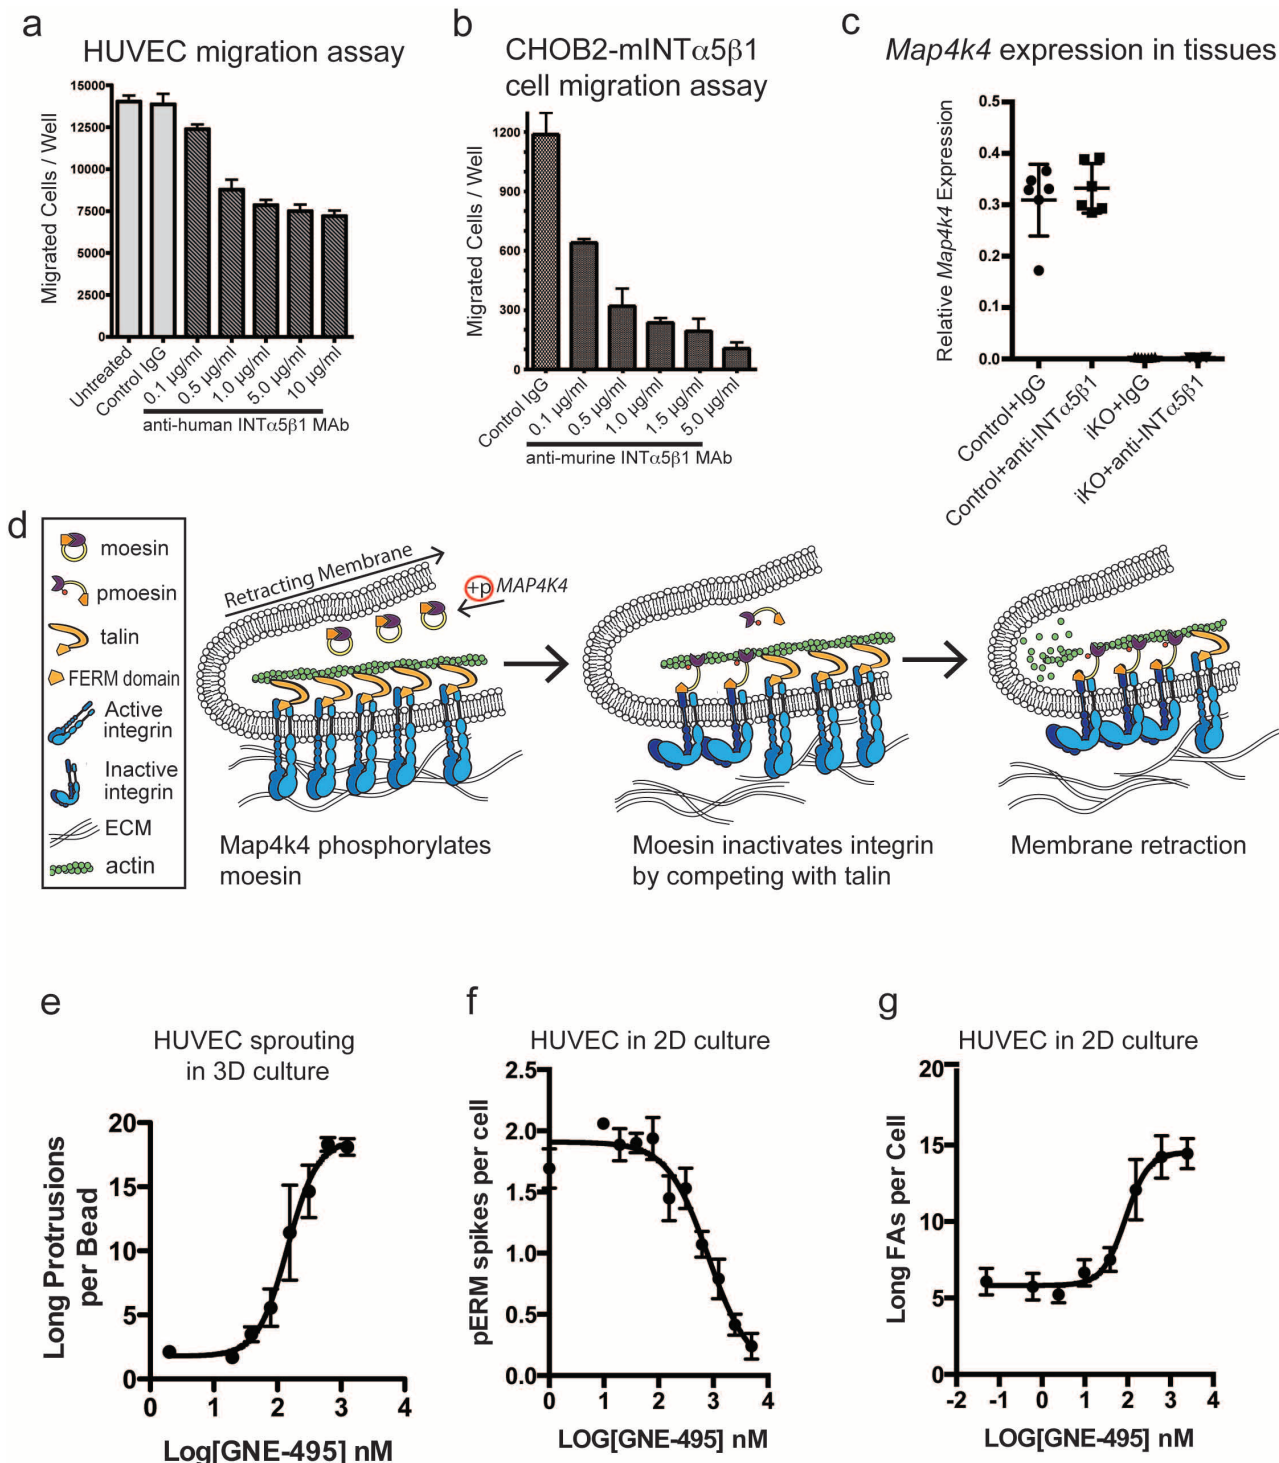 a
HUVEC migration assay
Migrated Cells / Well
15000
12500
10000
7500
5000
2500
0
Untreated
Control IgG
0.1 µg/ml
0.5 µg/ml
1.0 µg/ml
5.0 µg/ml
10 µg/ml
anti-human INTα5β1 MAb
b
CHOB2-mINTα5β1
cell migration assay
Migrated Cells / Well
1200
900
600
300
0
Control IgG
0.1 µg/ml
0.5 µg/ml
1.0 µg/ml
1.5 µg/ml
5.0 µg/ml
anti-murine INTα5β1 MAb
c
Map4k4 expression in tissues
Relative Map4k4 Expression
0.5
0.4
0.3
0.2
0.1
0.0
Control+IgG
Control+anti-INTα5β1
iKO+IgG
iKO+anti-INTα5β1
d
moesin
pmoesin
talin
FERM domain
Active
integrin
Inactive
integrin
ECM
actin
Retracting Membrane
+p MAP4K4
Map4k4 phosphorylates
moesin
Moesin inactivates integrin
by competing with talin
Membrane retraction
e
HUVEC sprouting
in 3D culture
Long Protrusions
per Bead
20
15
10
5
0
0 1 2 3 4
Log[GNE-495] nM
f
HUVEC in 2D culture
pERM spikes per cell
2.5
2.0
1.5
1.0
0.5
0.0
0 1 2 3 4
LOG[GNE-495] nM
g
HUVEC in 2D culture
Long FAs per Cell
20
15
10
5
0
-2 -1 0 1 2 3 4
LOG[GNE-495] nM